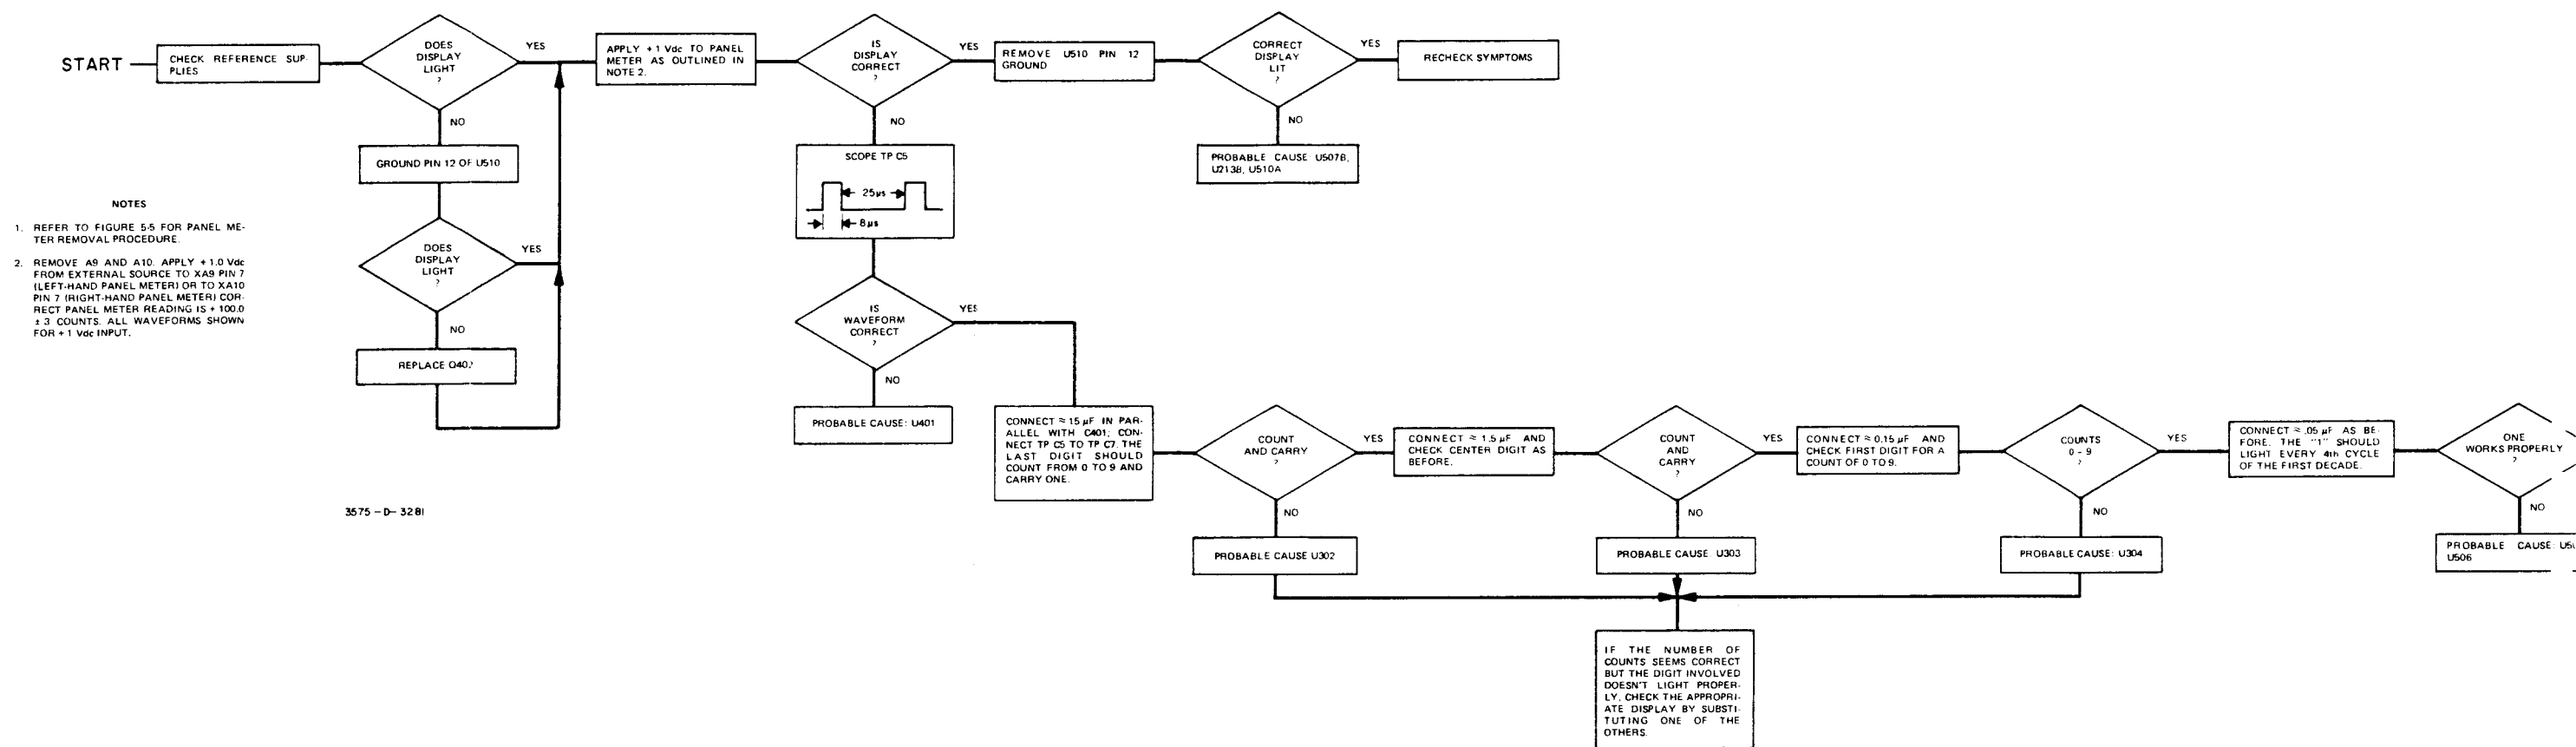 START
CHECK REFERENCE SUP-
PLIES
DOES
DISPLAY
LIGHT
?
YES
NO
GROUND PIN 12 OF U510
DOES
DISPLAY
LIGHT
?
YES
NO
REPLACE
APPLY +1 Vdc TO PANEL
METER AS OUTLINED IN
NOTE 2.
IS
DISPLAY
CORRECT
?
YES
NO
REMOVE U510 PIN 12
GROUND
CORRECT
DISPLAY
LIT
?
YES
NO
RECHECK SYMPTOMS
PROBABLE CAUSE: U507B,
U213B, U510A
SCOPE TP C5
25µs
8µs
IS
WAVEFORM
CORRECT
?
YES
NO
PROBABLE CAUSE: U401
NOTES
1. REFER TO FIGURE 5-5 FOR PANEL ME-
TER REMOVAL PROCEDURE.
2. REMOVE A9 AND A10. APPLY +1.0 Vdc
FROM EXTERNAL SOURCE TO XA9 PIN 7
(LEFT-HAND PANEL METER) OR TO XA10
PIN 7 (RIGHT-HAND PANEL METER) COR-
RECT PANEL METER READING IS + 100.0
± 3 COUNTS. ALL WAVEFORMS SHOWN
FOR +1 Vdc INPUT.
CONNECT ≈ 15 µF IN PAR-
ALLEL WITH C401; CON-
NECT TP C5 TO TP C7. THE
LAST DIGIT SHOULD
COUNT FROM 0 TO 9 AND
CARRY ONE.
COUNT
AND CARRY
?
YES
NO
PROBABLE CAUSE U302
CONNECT ≈ 1.5 µF AND
CHECK CENTER DIGIT AS
BEFORE.
COUNT
AND
CARRY
?
YES
NO
PROBABLE CAUSE: U303
CONNECT ≈ 0.15 µF AND
CHECK FIRST DIGIT FOR A
COUNT OF 0 TO 9.
COUNTS
0 - 9
?
YES
NO
PROBABLE CAUSE: U304
CONNECT ≈ .05 µF AS BE-
FORE. THE "1" SHOULD
LIGHT EVERY 4th CYCLE
OF THE FIRST DECADE.
ONE
WORKS PROPERLY
?
NO
PROBABLE CAUSE:
U506
IF THE NUMBER OF
COUNTS SEEMS CORRECT
BUT THE DIGIT INVOLVED
DOESN'T LIGHT PROPER-
LY, CHECK THE APPROPRI-
ATE DISPLAY BY SUBSTI-
TUTING ONE OF THE
OTHERS.
3575-D-3281